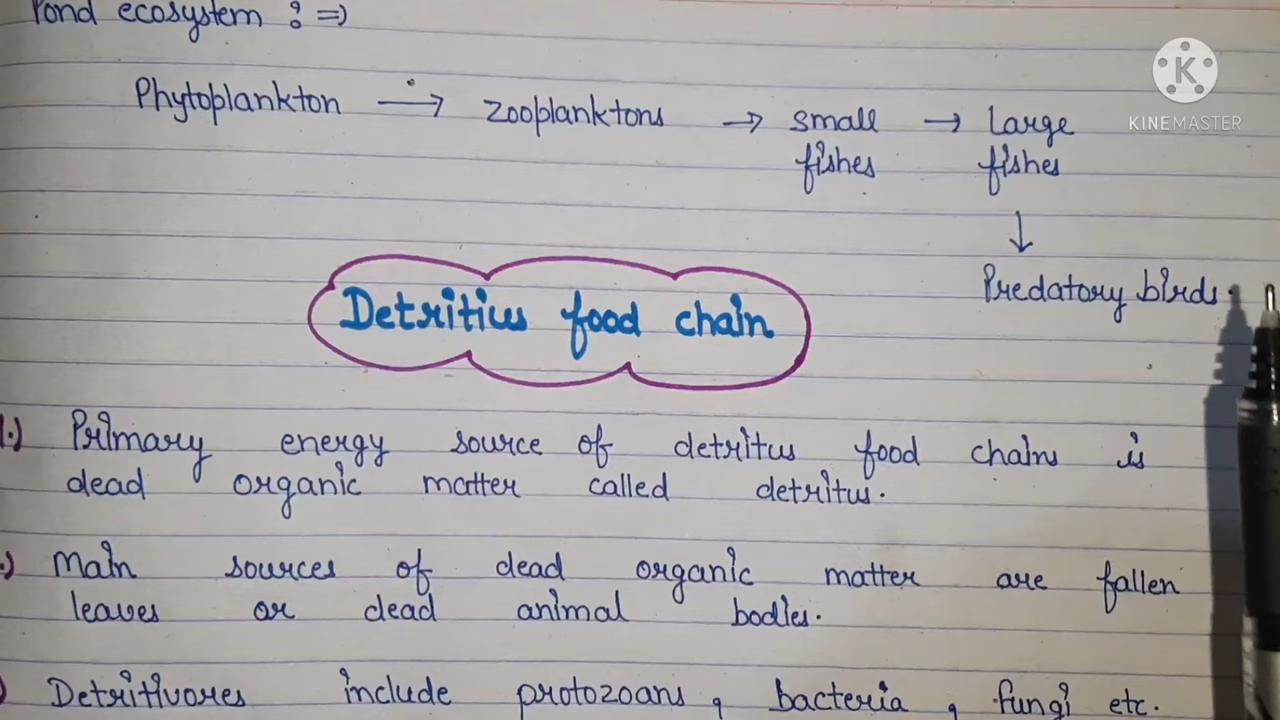 Pond ecosystem : =>
Phytoplankton → zooplanktons → small → Large
fishes fishes
↓
Predatory birds.
Detritius food chain
1.) Primary energy source of detritus food chains is
dead organic matter called detritus.
.) Main sources of dead organic matter are fallen
leaves or dead animal bodies.
) Detritivores include protozoans, bacteria, fungi etc.
K
KINEMASTER